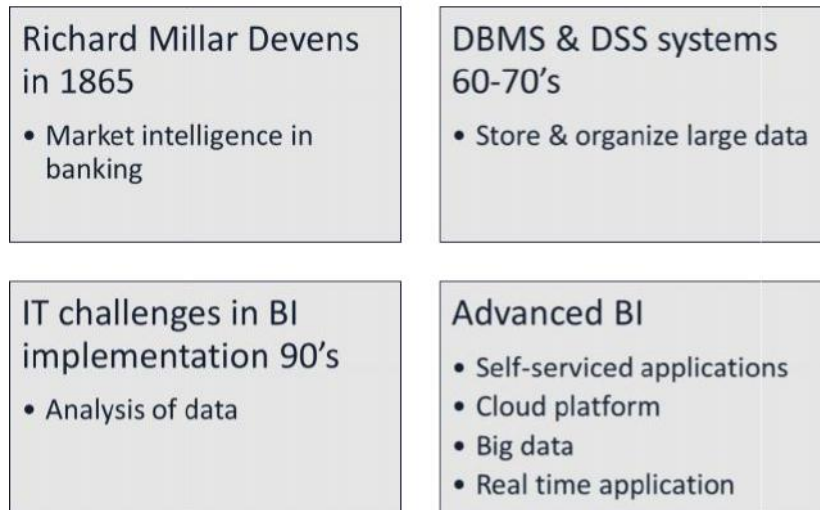 Richard Millar Devens
in 1865
• Market intelligence in
banking
DBMS & DSS systems
60-70's
• Store & organize large data
IT challenges in BI
implementation 90's
• Analysis of data
Advanced BI
• Self-serviced applications
• Cloud platform
• Big data
• Real time application